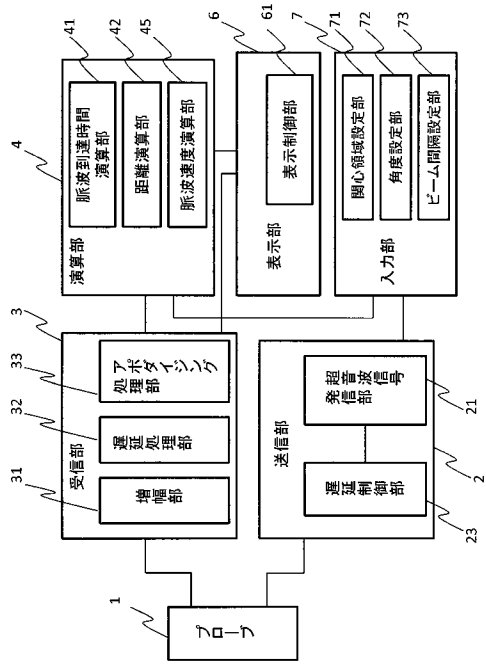 1
プローブ
3
受信部
31
増幅部
32
遅延処理部
33
アポダイジング
処理部
2
送信部
23
遅延制御部
21
超音波信号
発信部
4
演算部
41
脈波到達時間
演算部
42
距離演算部
45
脈波速度演算部
6
表示部
61
表示制御部
7
入力部
71
関心領域設定部
72
角度設定部
73
ビーム間隔設定部